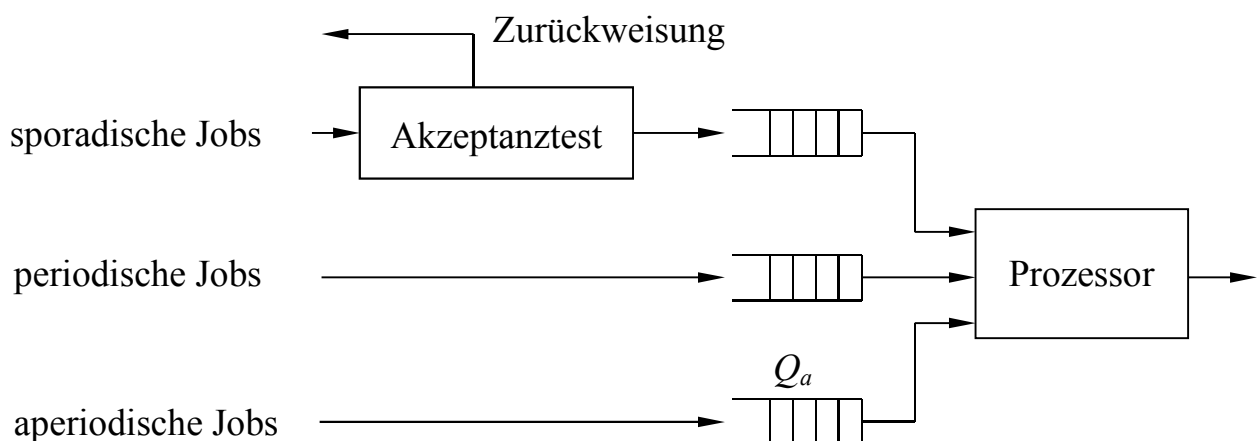 Zurückweisung
sporadische Jobs
Akzeptanztest
periodische Jobs
Prozessor
Qa
aperiodische Jobs